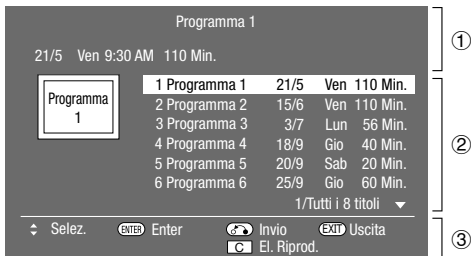 Programma 1
21/5 Ven 9:30 AM 110 Min.
①
Programma
1
1 Programma 1 21/5 Ven 110 Min.
2 Programma 2 15/6 Ven 110 Min.
3 Programma 3 3/7 Lun 56 Min.
4 Programma 4 18/9 Gio 40 Min.
5 Programma 5 20/9 Sab 20 Min.
6 Programma 6 25/9 Gio 60 Min.
1/Tutti i 8 titoli
②
Selez. ENTER Enter Invio EXIT Uscita
C El. Riprod.
③